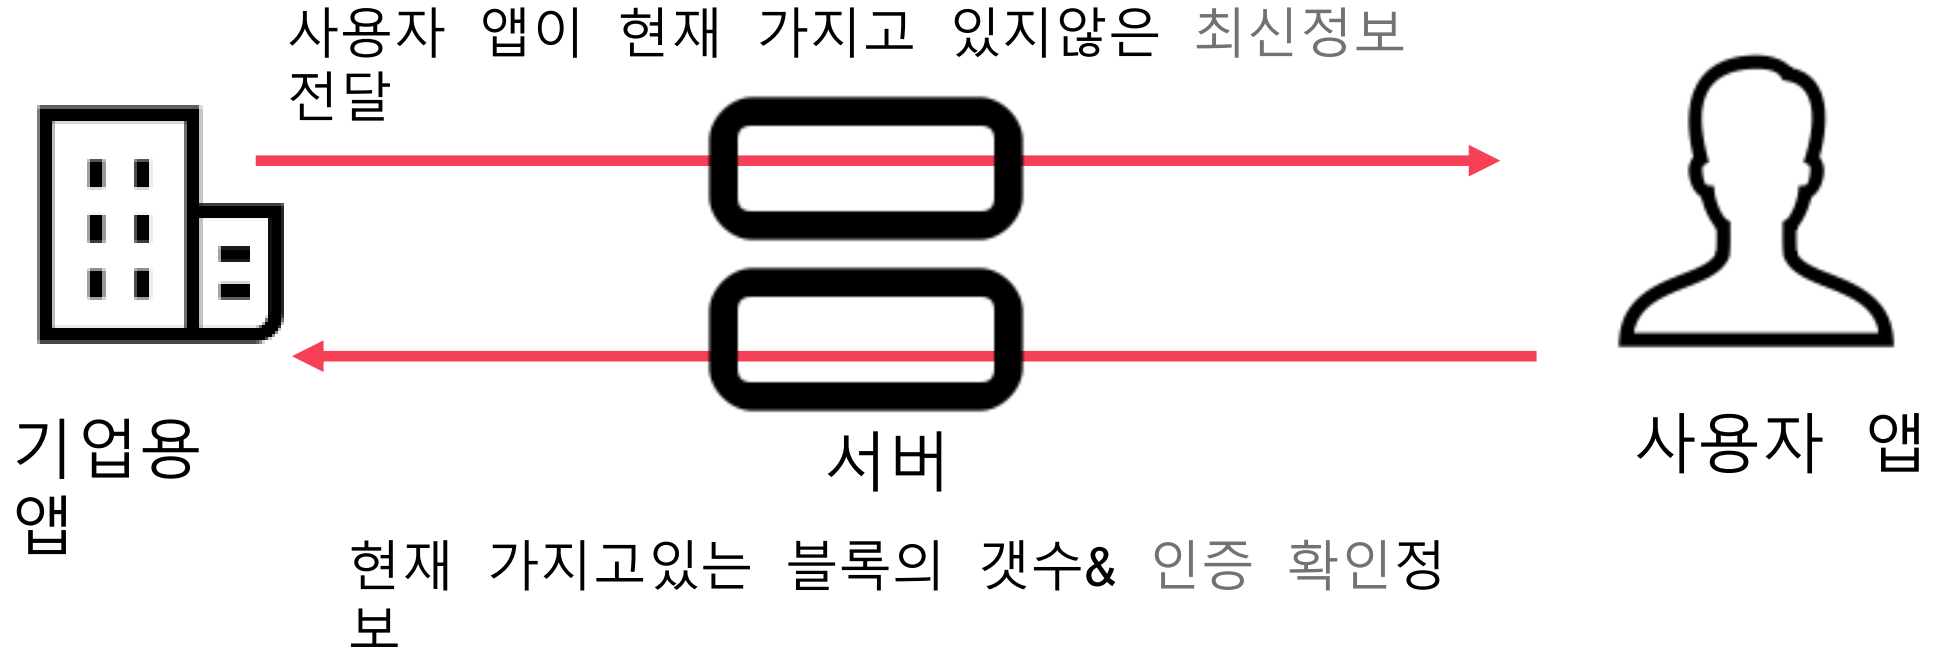 사용자 앱이 현재 가지고 있지않은 최신정보
전달
기업용
앱
서버
사용자 앱
현재 가지고있는 블록의 갯수& 인증 확인정
보